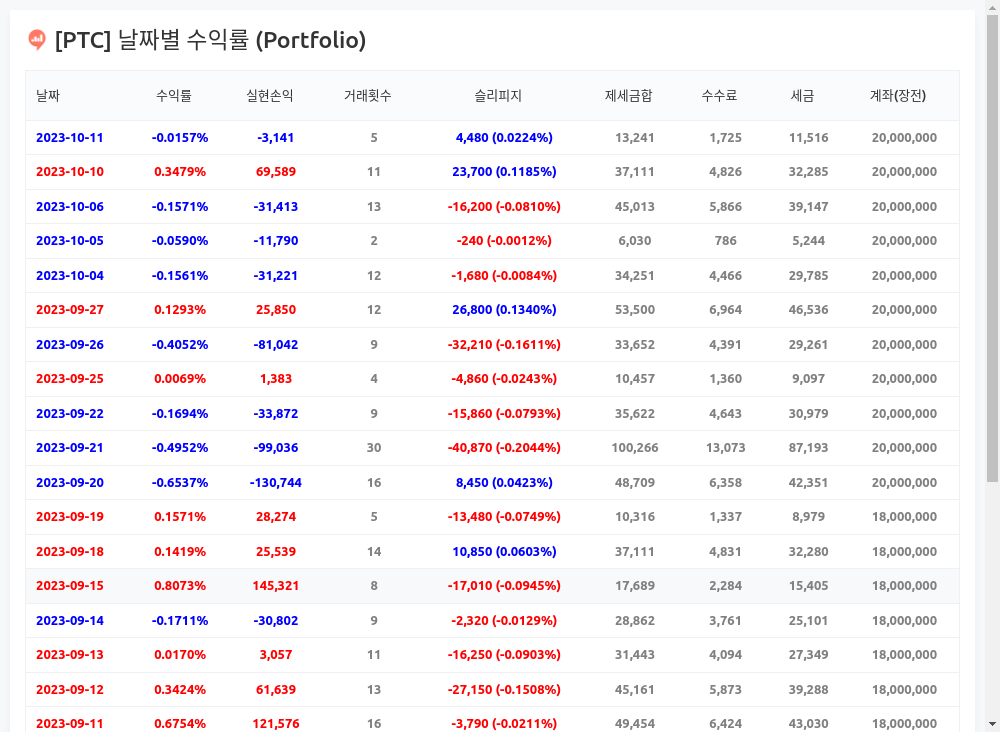 [PTC] 날짜별 수익률 (Portfolio)
날짜 수익률 실현손익 거래횟수 슬리피지 제세금합 수수료 세금 계좌(장전)
2023-10-11 -0.0157% -3,141 5 4,480 (0.0224%) 13,241 1,725 11,516 20,000,000
2023-10-10 0.3479% 69,589 11 23,700 (0.1185%) 37,111 4,826 32,285 20,000,000
2023-10-06 -0.1571% -31,413 13 -16,200 (-0.0810%) 45,013 5,866 39,147 20,000,000
2023-10-05 -0.0590% -11,790 2 -240 (-0.0012%) 6,030 786 5,244 20,000,000
2023-10-04 -0.1561% -31,221 12 -1,680 (-0.0084%) 34,251 4,466 29,785 20,000,000
2023-09-27 0.1293% 25,850 12 26,800 (0.1340%) 53,500 6,964 46,536 20,000,000
2023-09-26 -0.4052% -81,042 9 -32,210 (-0.1611%) 33,652 4,391 29,261 20,000,000
2023-09-25 0.0069% 1,383 4 -4,860 (-0.0243%) 10,457 1,360 9,097 20,000,000
2023-09-22 -0.1694% -33,872 9 -15,860 (-0.0793%) 35,622 4,643 30,979 20,000,000
2023-09-21 -0.4952% -99,036 30 -40,870 (-0.2044%) 100,266 13,073 87,193 20,000,000
2023-09-20 -0.6537% -130,744 16 8,450 (0.0423%) 48,709 6,358 42,351 20,000,000
2023-09-19 0.1571% 28,274 5 -13,480 (-0.0749%) 10,316 1,337 8,979 18,000,000
2023-09-18 0.1419% 25,539 14 10,850 (0.0603%) 37,111 4,831 32,280 18,000,000
2023-09-15 0.8073% 145,321 8 -17,010 (-0.0945%) 17,689 2,284 15,405 18,000,000
2023-09-14 -0.1711% -30,802 9 -2,320 (-0.0129%) 28,862 3,761 25,101 18,000,000
2023-09-13 0.0170% 3,057 11 -16,250 (-0.0903%) 31,443 4,094 27,349 18,000,000
2023-09-12 0.3424% 61,639 13 -27,150 (-0.1508%) 45,161 5,873 39,288 18,000,000
2023-09-11 0.6754% 121,576 16 -3,790 (-0.0211%) 49,454 6,424 43,030 18,000,000